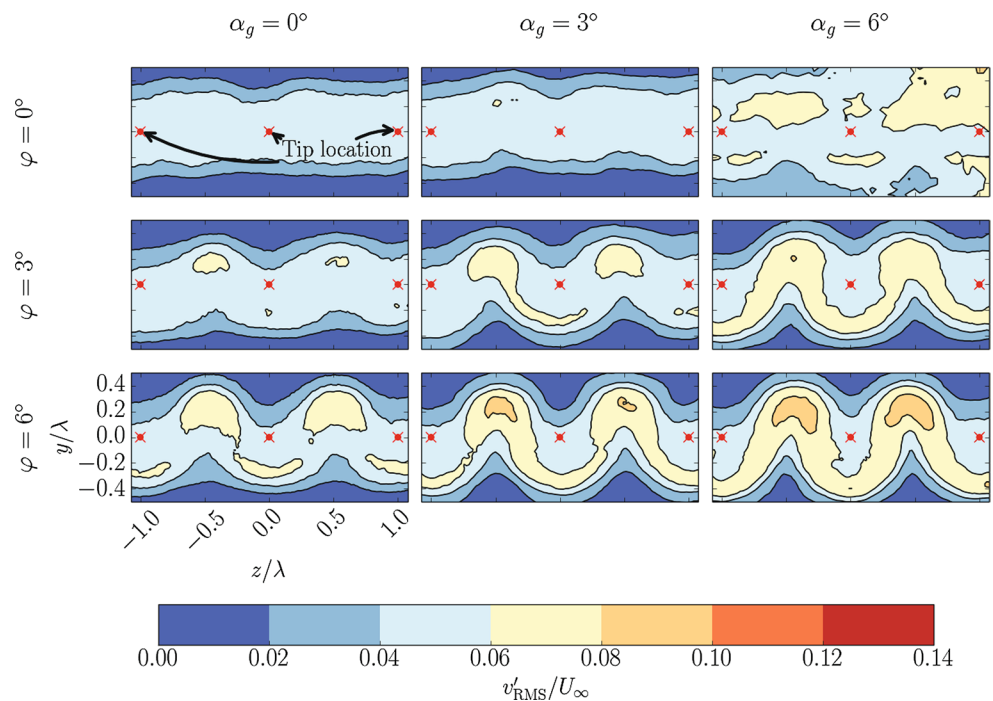 α_g = 0° α_g = 3° α_g = 6°
φ = 0°
Tip location
φ = 3°
φ = 6°
y/λ
0.4
0.2
0.0
−0.2
−0.4
−1.0 −0.5 0.0 0.5 1.0
z/λ
0.00 0.02 0.04 0.06 0.08 0.10 0.12 0.14
v′_RMS/U_∞